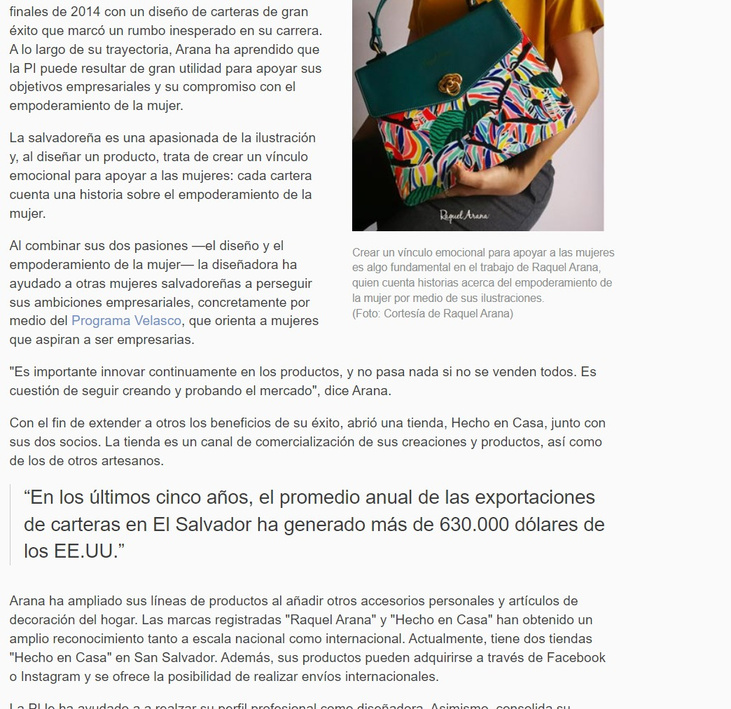 finales de 2014 con un diseño de carteras de gran
éxito que marcó un rumbo inesperado en su carrera.
A lo largo de su trayectoria, Arana ha aprendido que
la PI puede resultar de gran utilidad para apoyar sus
objetivos empresariales y su compromiso con el
empoderamiento de la mujer.
La salvadoreña es una apasionada de la ilustración
y, al diseñar un producto, trata de crear un vínculo
emocional para apoyar a las mujeres: cada cartera
cuenta una historia sobre el empoderamiento de la
mujer.
Al combinar sus dos pasiones —el diseño y el
empoderamiento de la mujer— la diseñadora ha
ayudado a otras mujeres salvadoreñas a perseguir
sus ambiciones empresariales, concretamente por
medio del Programa Velasco, que orienta a mujeres
que aspiran a ser empresarias.
Raquel Arana
Crear un vínculo emocional para apoyar a las mujeres
es algo fundamental en el trabajo de Raquel Arana,
quien cuenta historias acerca del empoderamiento de
la mujer por medio de sus ilustraciones.
(Foto: Cortesía de Raquel Arana)
"Es importante innovar continuamente en los productos, y no pasa nada si no se venden todos. Es
cuestión de seguir creando y probando el mercado", dice Arana.
Con el fin de extender a otros los beneficios de su éxito, abrió una tienda, Hecho en Casa, junto con
sus dos socios. La tienda es un canal de comercialización de sus creaciones y productos, así como
de los de otros artesanos.
“En los últimos cinco años, el promedio anual de las exportaciones
de carteras en El Salvador ha generado más de 630.000 dólares de
los EE.UU.”
Arana ha ampliado sus líneas de productos al añadir otros accesorios personales y artículos de
decoración del hogar. Las marcas registradas "Raquel Arana" y "Hecho en Casa" han obtenido un
amplio reconocimiento tanto a escala nacional como internacional. Actualmente, tiene dos tiendas
"Hecho en Casa" en San Salvador. Además, sus productos pueden adquirirse a través de Facebook
o Instagram y se ofrece la posibilidad de realizar envíos internacionales.
La PI le ha ayudado a a realzar su perfil profesional como diseñadora. Asimismo, consolida su